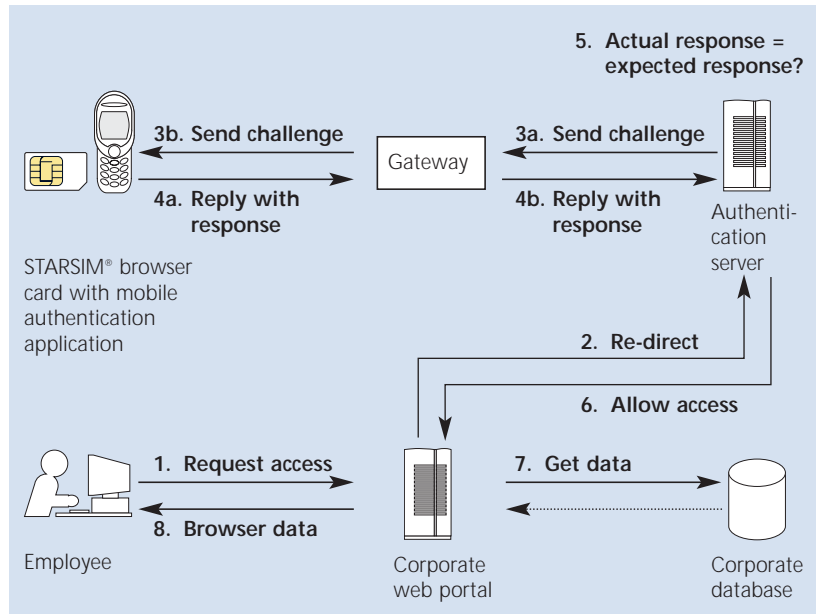 5. Actual response =
expected response?
3b. Send challenge
3a. Send challenge
Gateway
4a. Reply with
response
4b. Reply with
response
Authenti-
cation
server
STARSIM® browser
card with mobile
authentication
application
2. Re-direct
6. Allow access
1. Request access
7. Get data
8. Browser data
Employee
Corporate
web portal
Corporate
database